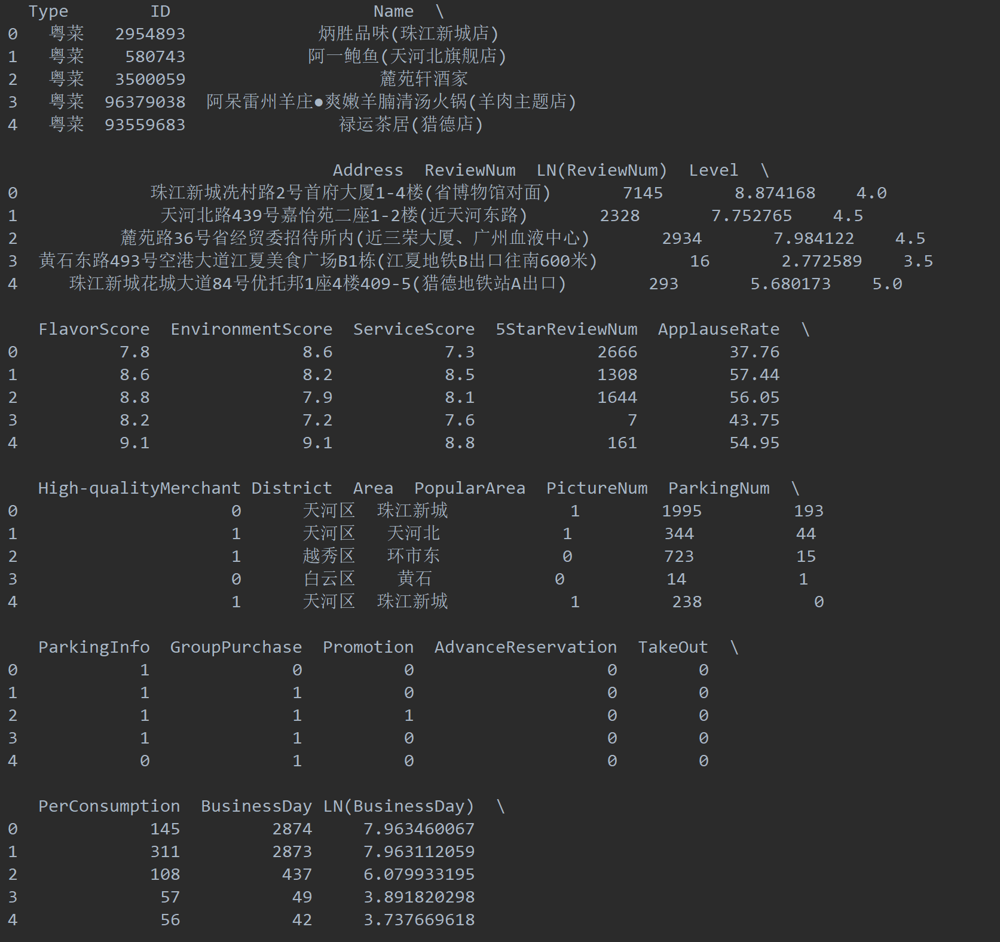 Type ID Name \
0 粤菜 2954893 炳胜品味(珠江新城店)
1 粤菜 580743 阿一鲍鱼(天河北旗舰店)
2 粤菜 3500059 麓苑轩酒家
3 粤菜 96379038 阿呆雷州羊庄●爽嫩羊腩清汤火锅(羊肉主题店)
4 粤菜 93559683 禄运茶居(猎德店)
Address ReviewNum LN(ReviewNum) Level \
0 珠江新城冼村路2号首府大厦1-4楼(省博物馆对面) 7145 8.874168 4.0
1 天河北路439号嘉怡苑二座1-2楼(近天河东路) 2328 7.752765 4.5
2 麓苑路36号省经贸委招待所内(近三荣大厦、广州血液中心) 2934 7.984122 4.5
3 黄石东路493号空港大道江夏美食广场B1栋(江夏地铁B出口往南600米) 16 2.772589 3.5
4 珠江新城花城大道84号优托邦1座4楼409-5(猎德地铁站A出口) 293 5.680173 5.0
FlavorScore EnvironmentScore ServiceScore 5StarReviewNum ApplauseRate \
0 7.8 8.6 7.3 2666 37.76
1 8.6 8.2 8.5 1308 57.44
2 8.8 7.9 8.1 1644 56.05
3 8.2 7.2 7.6 7 43.75
4 9.1 9.1 8.8 161 54.95
High-qualityMerchant District Area PopularArea PictureNum ParkingNum \
0 0 天河区 珠江新城 1 1995 193
1 1 天河区 天河北 1 344 44
2 1 越秀区 环市东 0 723 15
3 0 白云区 黄石 0 14 1
4 1 天河区 珠江新城 1 238 0
ParkingInfo GroupPurchase Promotion AdvanceReservation TakeOut \
0 1 0 0 0 0
1 1 1 0 0 0
2 1 1 1 0 0
3 1 1 0 0 0
4 0 1 0 0 0
PerConsumption BusinessDay LN(BusinessDay) \
0 145 2874 7.963460067
1 311 2873 7.963112059
2 108 437 6.079933195
3 57 49 3.891820298
4 56 42 3.737669618